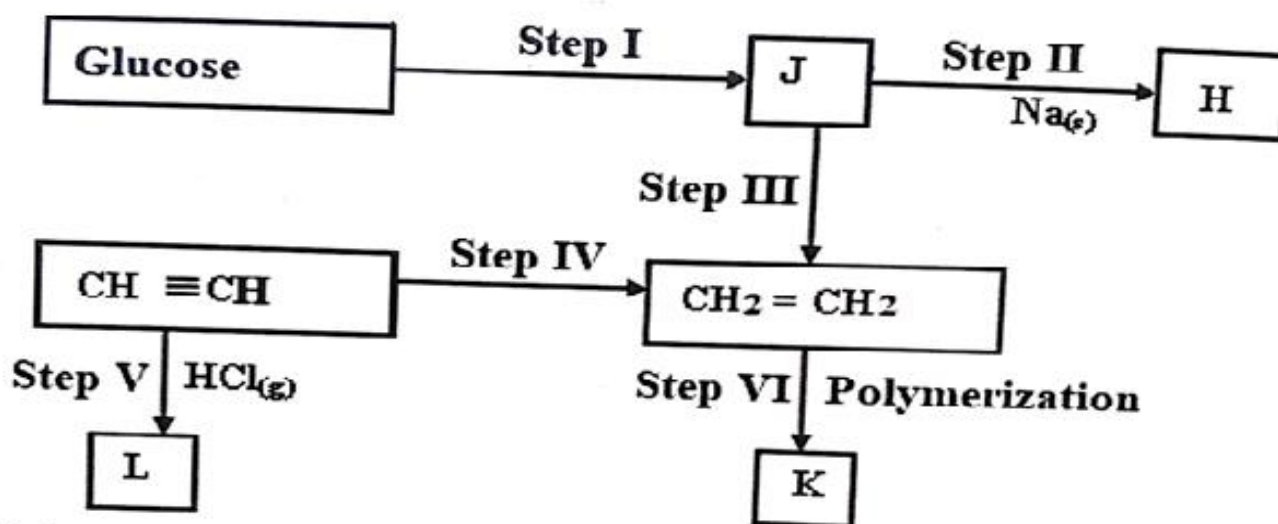 Glucose
Step I
J
Step II
Na(s)
H
Step III
CH ≡CH
Step IV
CH2 = CH2
Step V
HCl(g)
Step VI
Polymerization
L
K